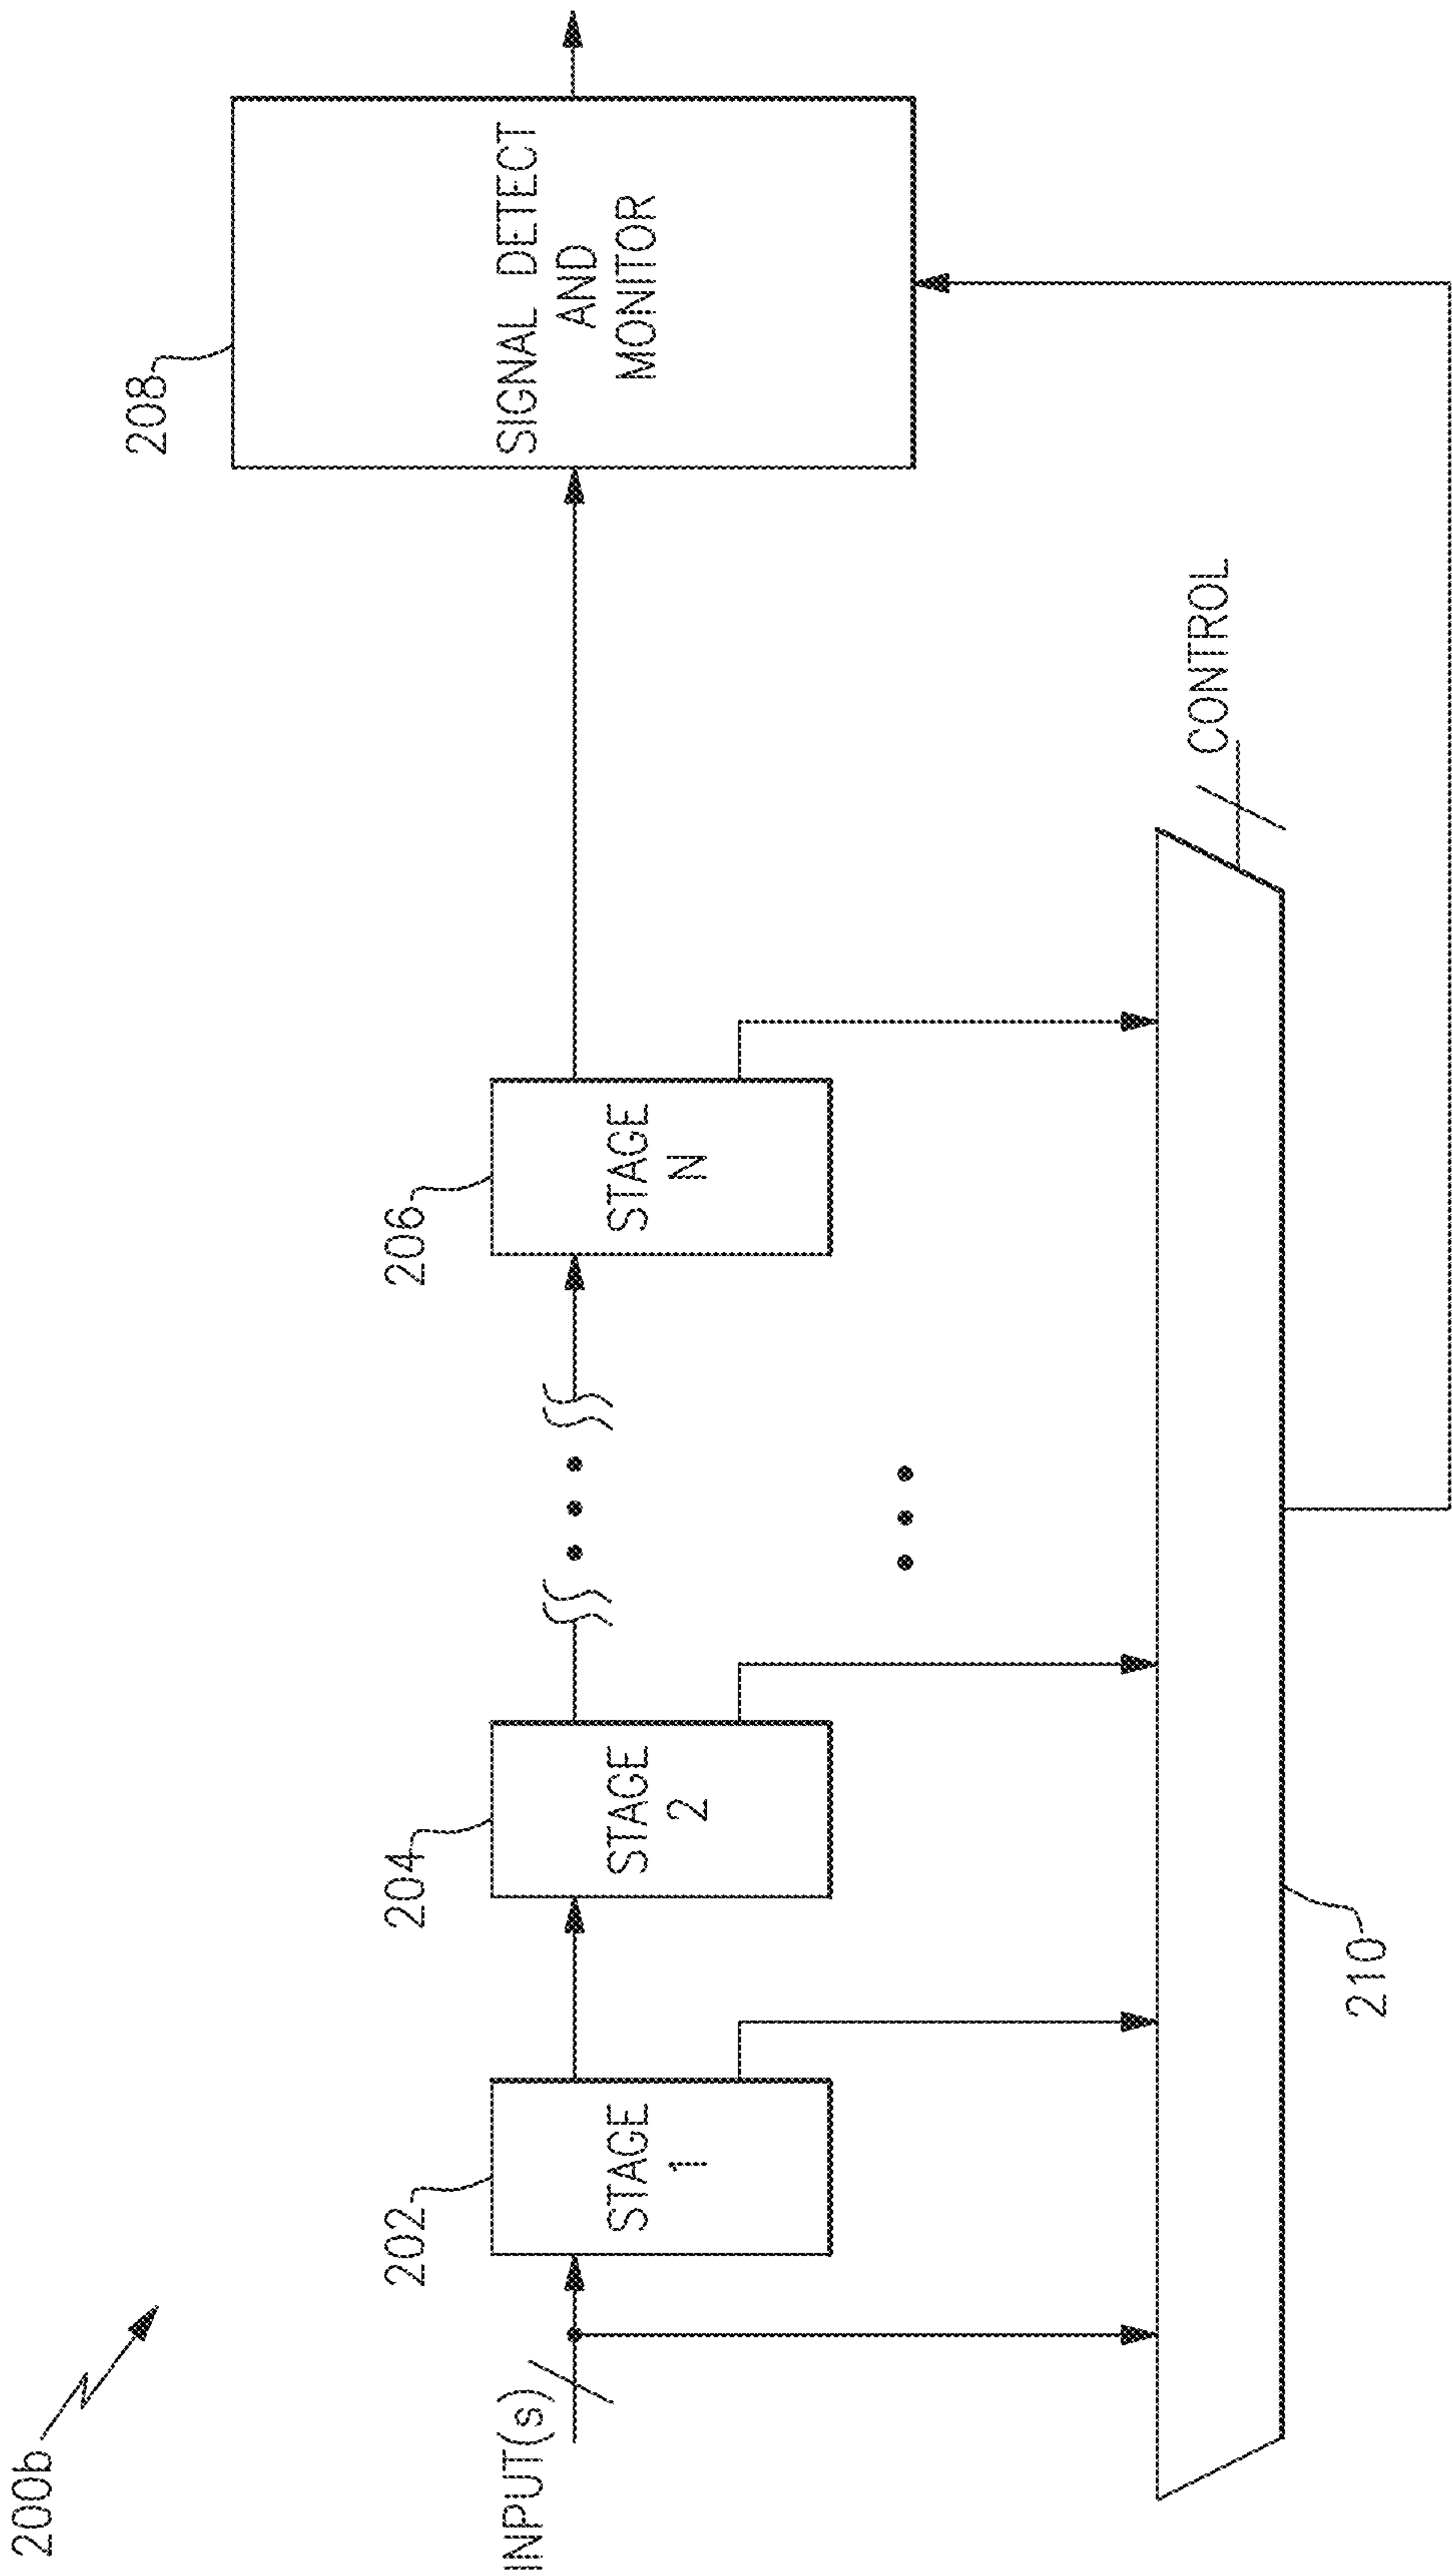 200b
INPUT(s)
202
STAGE
1
204
STAGE
2
206
STAGE
N
208
SIGNAL DETECT
AND
MONITOR
CONTROL
210